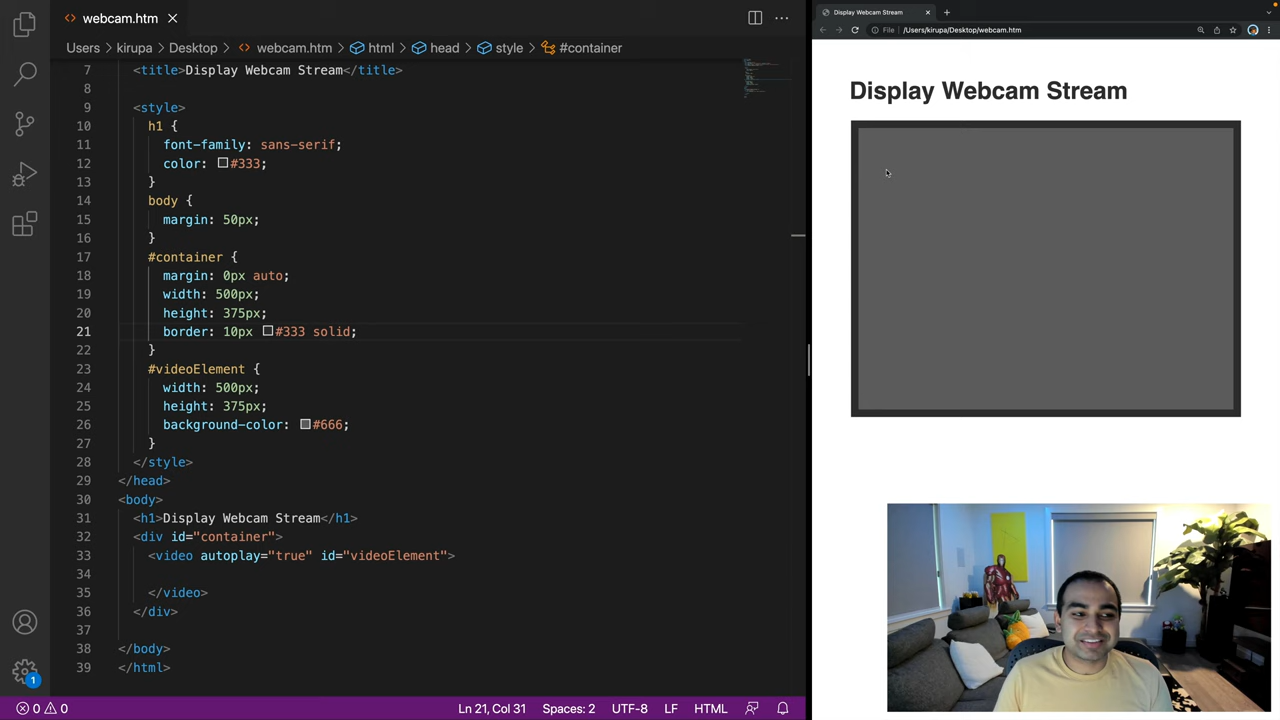 webcam.htm
Users > kirupa > Desktop > webcam.htm > html > head > style > #container
7 <title>Display Webcam Stream</title>
8
9 <style>
10 h1 {
11 font-family: sans-serif;
12 color: #333;
13 }
14 body {
15 margin: 50px;
16 }
17 #container {
18 margin: 0px auto;
19 width: 500px;
20 height: 375px;
21 border: 10px #333 solid;
22 }
23 #videoElement {
24 width: 500px;
25 height: 375px;
26 background-color: #666;
27 }
28 </style>
29 </head>
30 <body>
31 <h1>Display Webcam Stream</h1>
32 <div id="container">
33 <video autoplay="true" id="videoElement">
34
35 </video>
36 </div>
37
38 </body>
39 </html>
1
0 0
Ln 21, Col 31 Spaces: 2 UTF-8 LF HTML
Display Webcam Stream
File /Users/kirupa/Desktop/webcam.htm
Display Webcam Stream